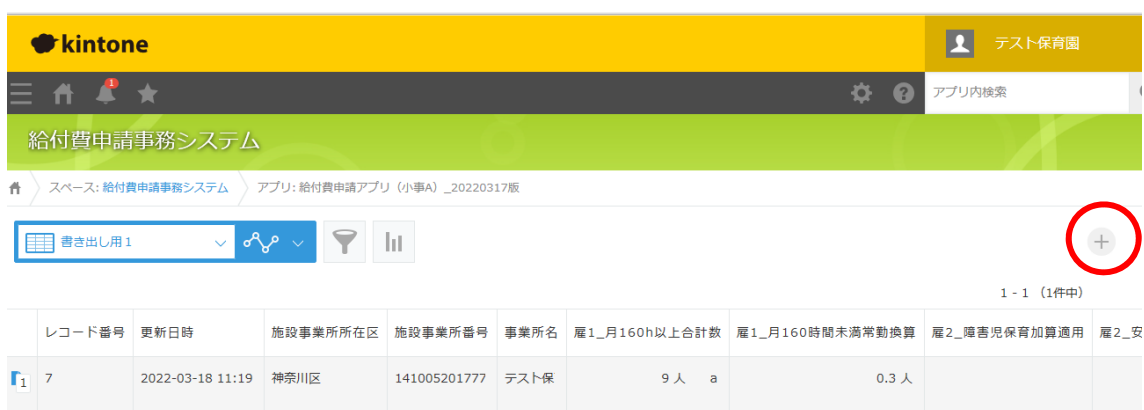 kintone
テスト保育園
1
アプリ内検索
給付費申請事務システム
スペース: 給付費申請事務システム アプリ: 給付費申請アプリ（小事A）_20220317版
書き出し用1
1 - 1 （1件中）
レコード番号 更新日時 施設事業所所在区 施設事業所番号 事業所名 雇1_月160h以上合計数 雇1_月160時間未満常勤換算 雇2_障害児保育加算適用 雇2_安
1 7 2022-03-18 11:19 神奈川区 141005201777 テスト保 9 人 a 0.3 人